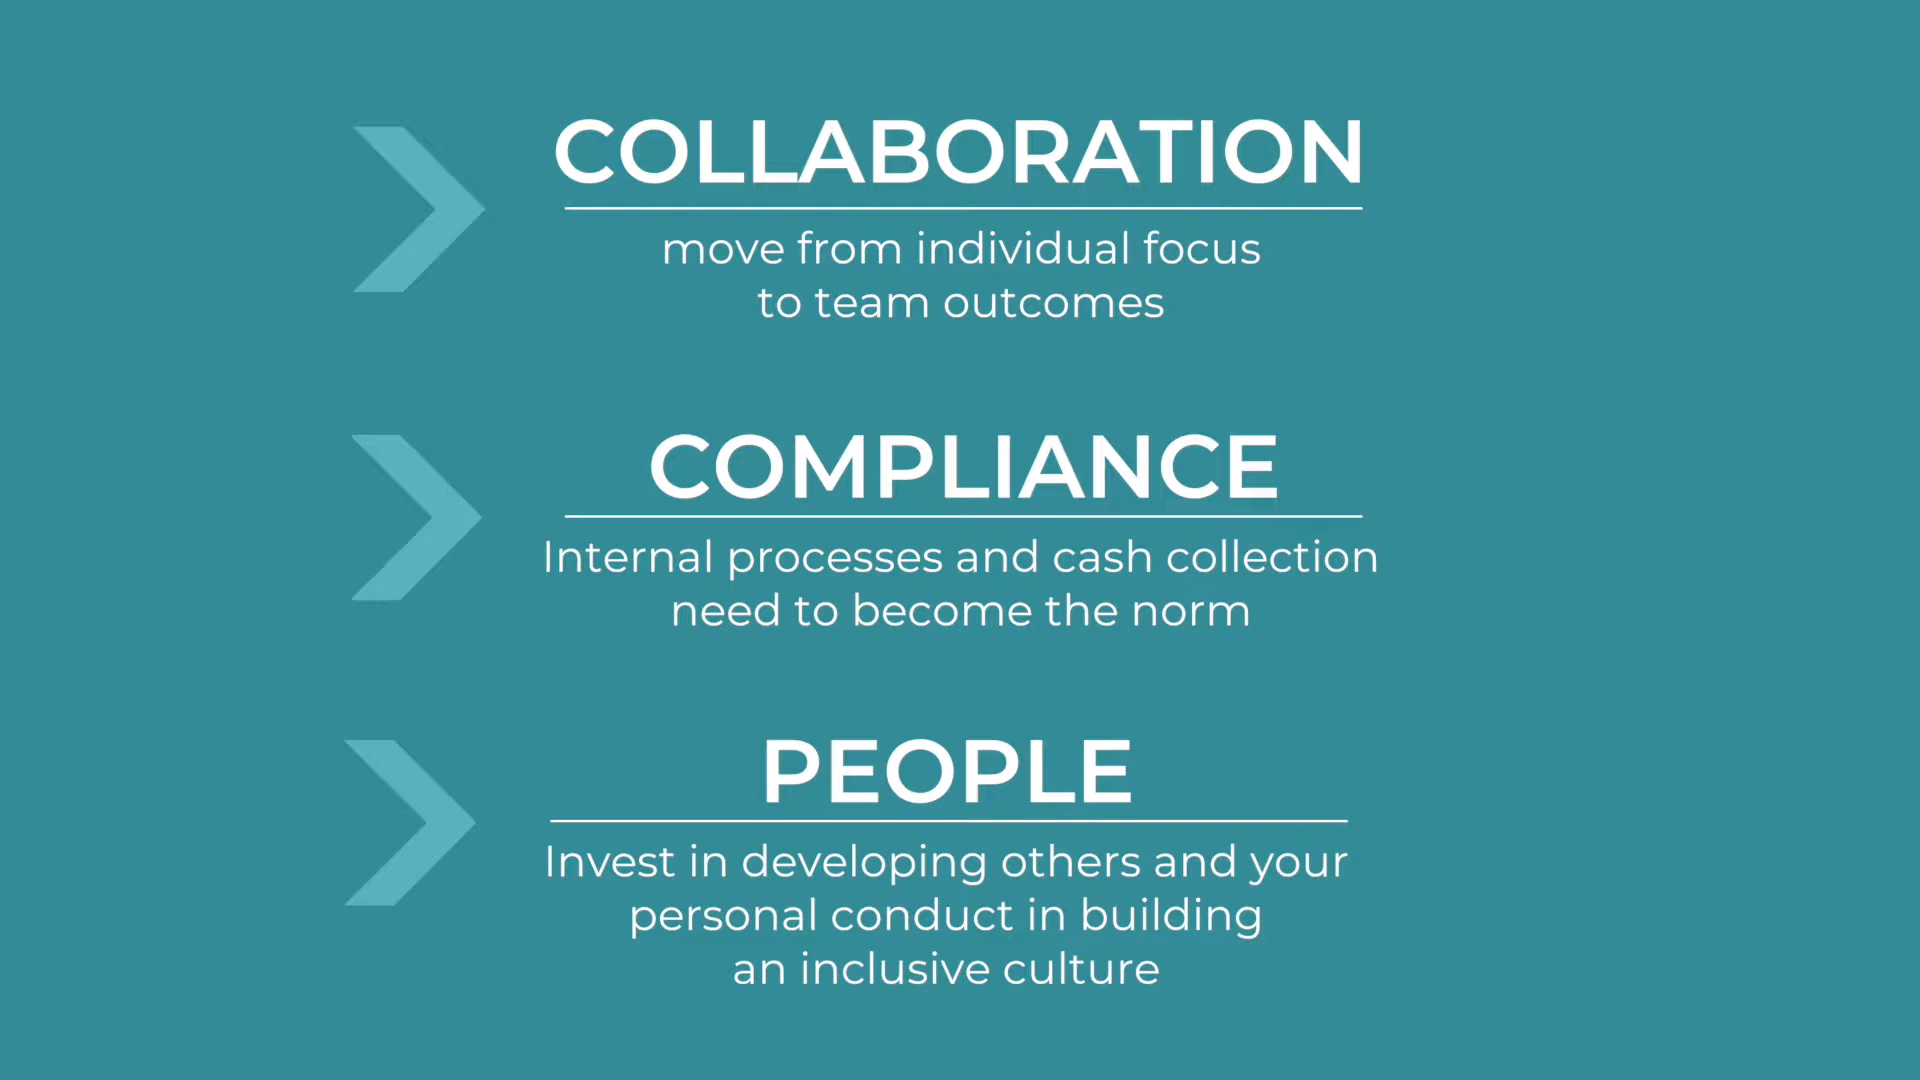 COLLABORATION
move from individual focus
to team outcomes
COMPLIANCE
Internal processes and cash collection
need to become the norm
PEOPLE
Invest in developing others and your
personal conduct in building
an inclusive culture